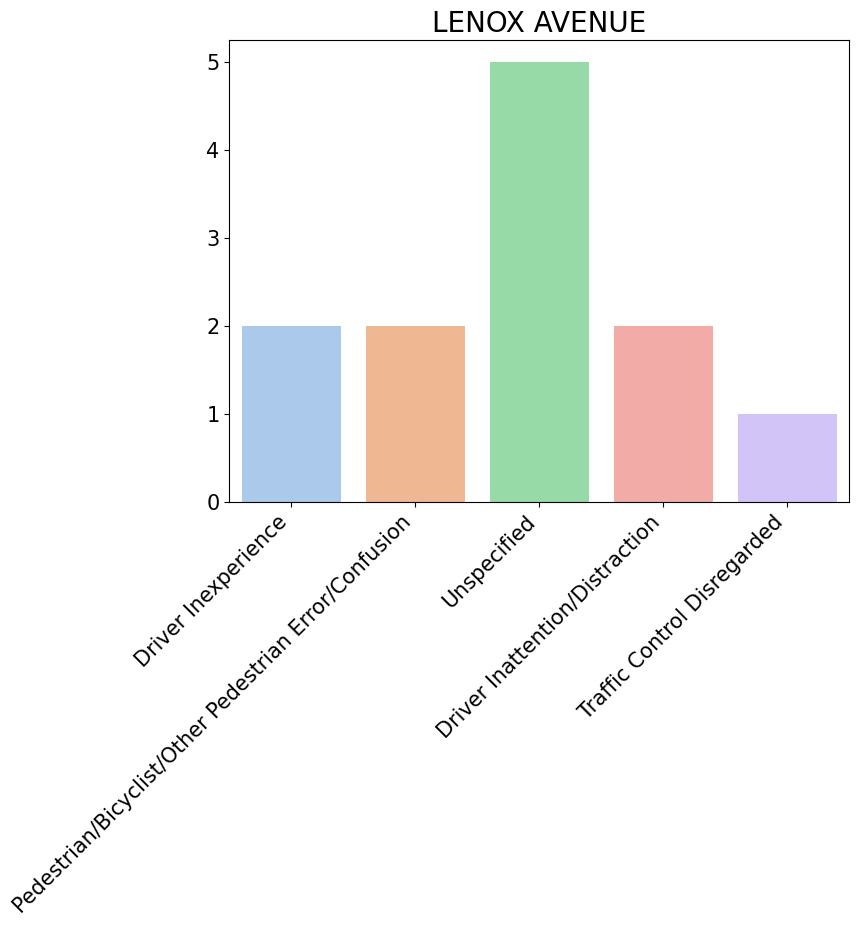 LENOX AVENUE
5
4
3
2
1
0
Driver Inexperience
Pedestrian/Bicyclist/Other Pedestrian Error/Confusion
Unspecified
Driver Inattention/Distraction
Traffic Control Disregarded